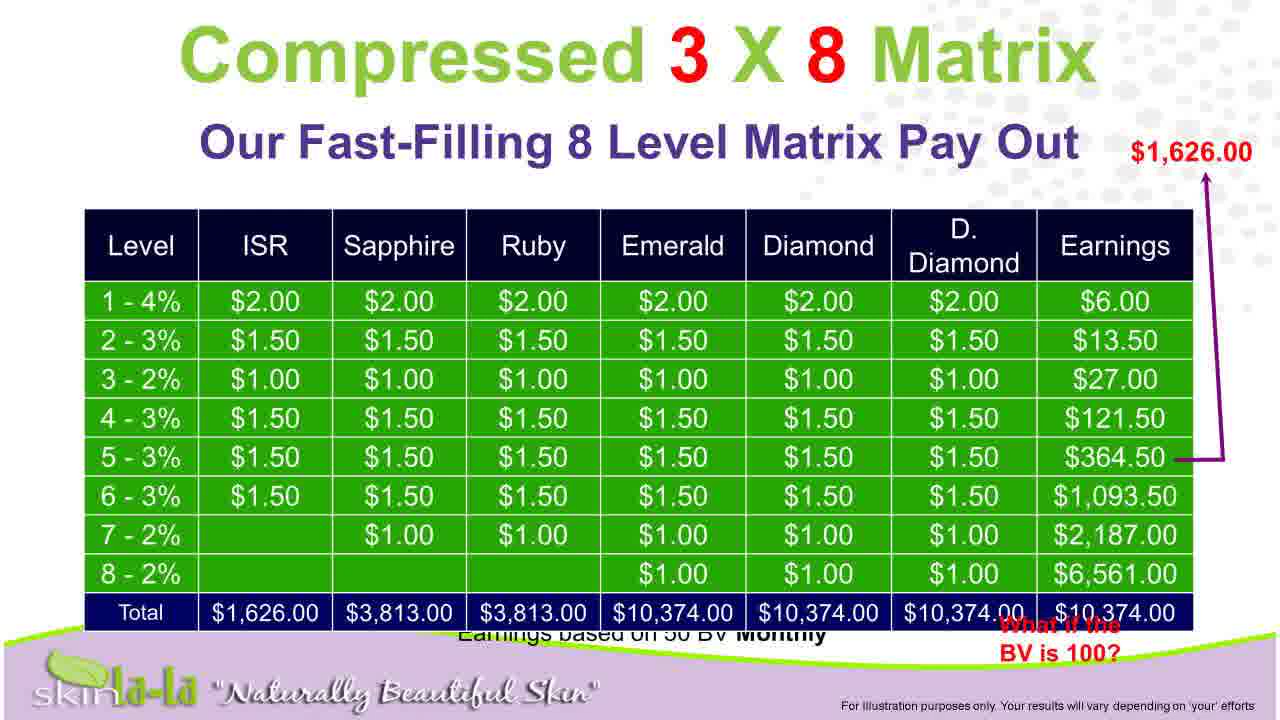 Compressed 3 X 8 Matrix
Our Fast-Filling 8 Level Matrix Pay Out
$1,626.00
Level ISR Sapphire Ruby Emerald Diamond D. Diamond Earnings
1 - 4% $2.00 $2.00 $2.00 $2.00 $2.00 $2.00 $6.00
2 - 3% $1.50 $1.50 $1.50 $1.50 $1.50 $1.50 $13.50
3 - 2% $1.00 $1.00 $1.00 $1.00 $1.00 $1.00 $27.00
4 - 3% $1.50 $1.50 $1.50 $1.50 $1.50 $1.50 $121.50
5 - 3% $1.50 $1.50 $1.50 $1.50 $1.50 $1.50 $364.50
6 - 3% $1.50 $1.50 $1.50 $1.50 $1.50 $1.50 $1,093.50
7 - 2% $1.00 $1.00 $1.00 $1.00 $1.00 $2,187.00
8 - 2% $1.00 $1.00 $1.00 $6,561.00
Total $1,626.00 $3,813.00 $3,813.00 $10,374.00 $10,374.00 $10,374.00 $10,374.00
Earnings based on 50 BV Monthly
What if the
BV is 100?
skin la-la "Naturally Beautiful Skin"
For Illustration purposes only. Your results will vary depending on 'your' efforts